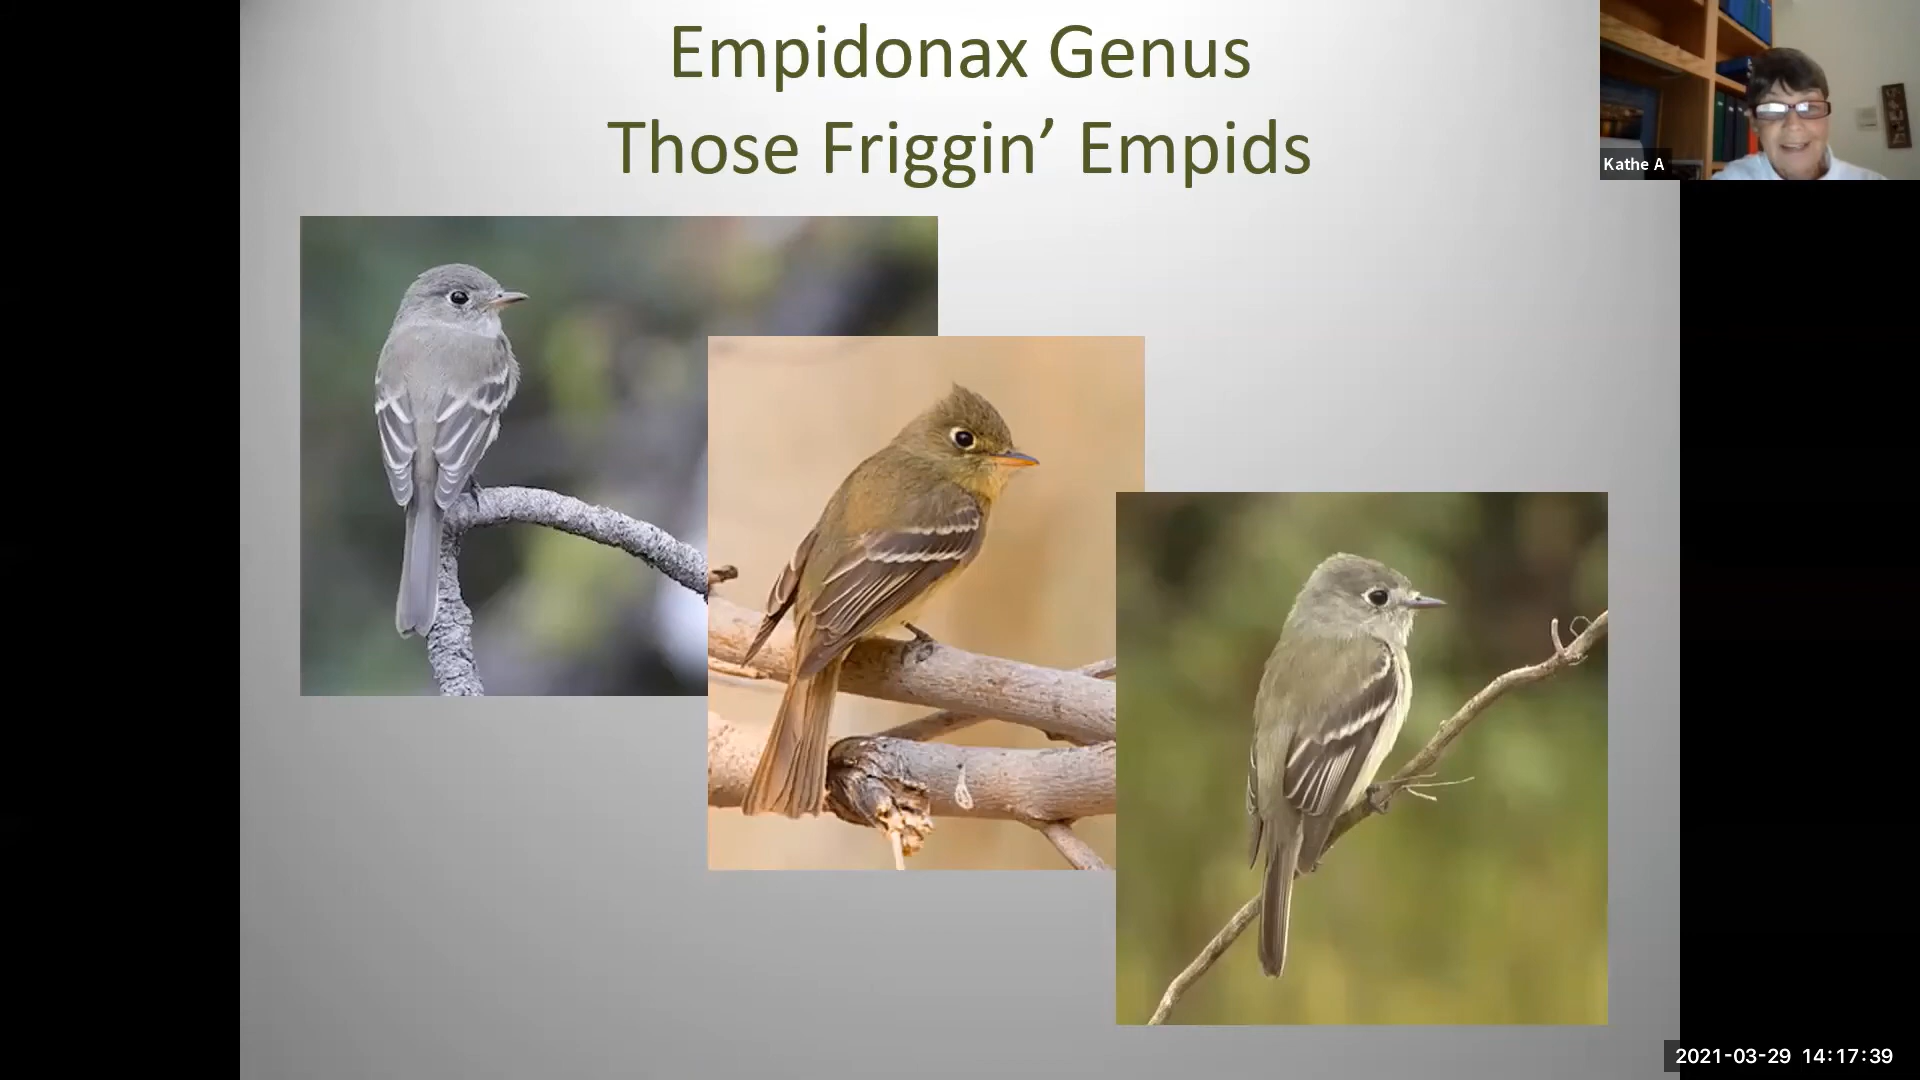 Empidonax Genus
Those Friggin’ Empids
Kathe A
2021-03-29 14:17:39